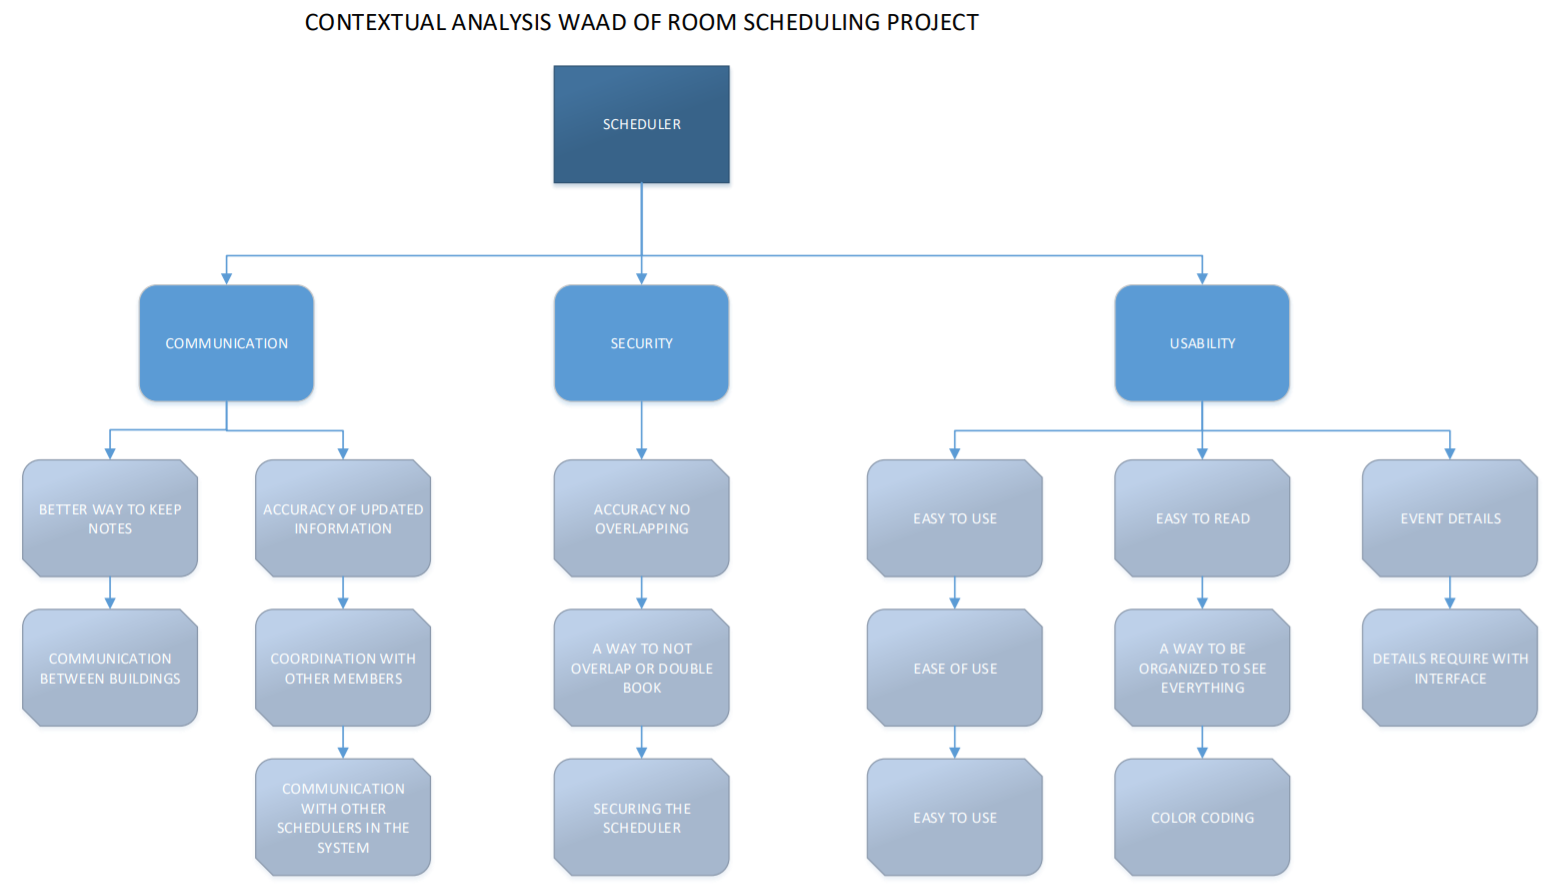 CONTEXTUAL ANALYSIS WAAD OF ROOM SCHEDULING PROJECT
SCHEDULER
COMMUNICATION
SECURITY
USABILITY
BETTER WAY TO KEEP
NOTES
ACCURACY OF UPDATED
INFORMATION
ACCURACY NO
OVERLAPPING
EASY TO USE
EASY TO READ
EVENT DETAILS
COMMUNICATION
BETWEEN BUILDINGS
COORDINATION WITH
OTHER MEMBERS
A WAY TO NOT
OVERLAP OR DOUBLE
BOOK
EASE OF USE
A WAY TO BE
ORGANIZED TO SEE
EVERYTHING
DETAILS REQUIRE WITH
INTERFACE
COMMUNICATION
WITH OTHER
SCHEDULERS IN THE
SYSTEM
SECURING THE
SCHEDULER
EASY TO USE
COLOR CODING